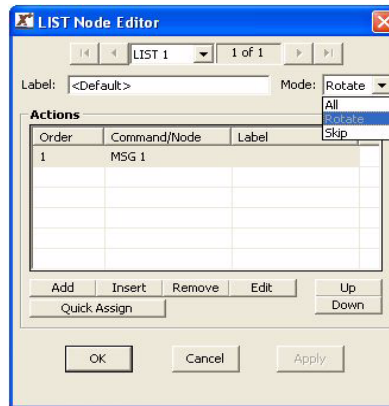 LIST Node Editor
LIST 1 1 of 1
Label: <Default> Mode: Rotate
All
Rotate
Skip
Actions
Order Command/Node Label
1 MSG 1
Add Insert Remove Edit Up
Quick Assign Down
OK Cancel Apply